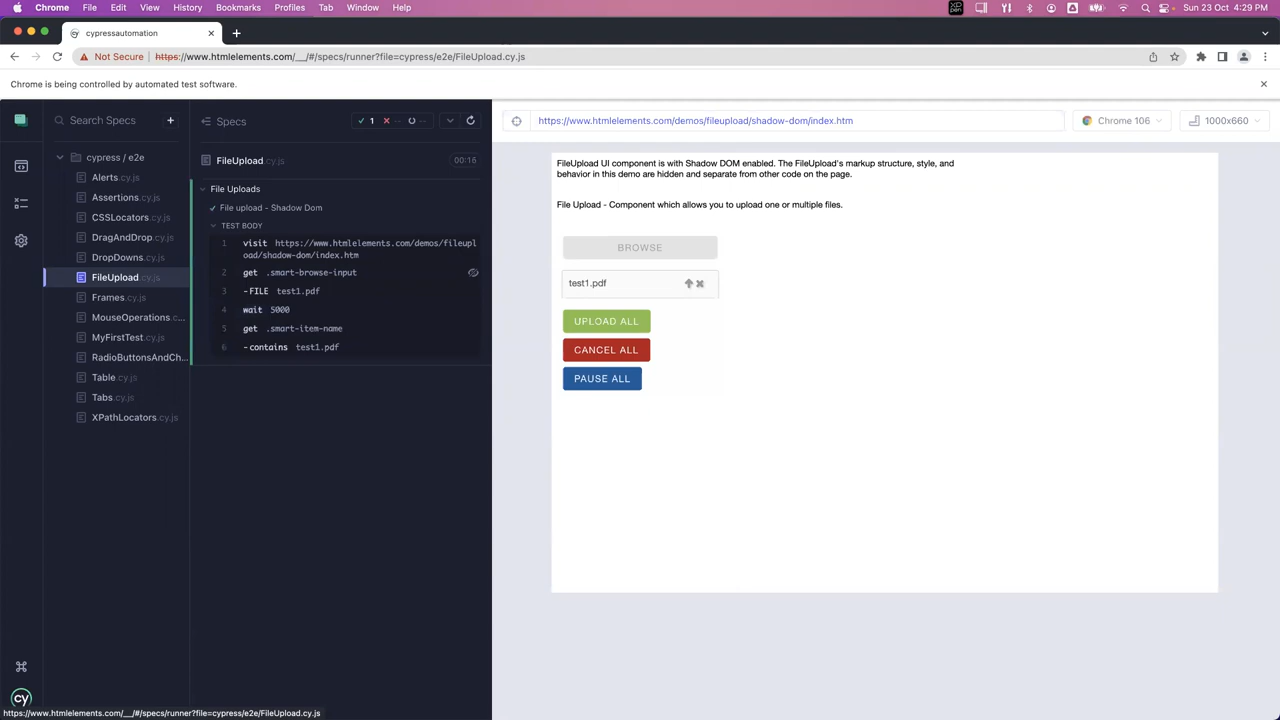 Chrome File Edit View History Bookmarks Profiles Tab Window Help Sun 23 Oct 4:29 PM
cypressautomation
Not Secure https://www.htmlelements.com/__/#/specs/runner?file=cypress/e2e/FileUpload.cy.js
Chrome is being controlled by automated test software.
Search Specs
cypress / e2e
Alerts.cy.js
Assertions.cy.js
CSSLocators.cy.js
DragAndDrop.cy.js
DropDowns.cy.js
FileUpload.cy.js
Frames.cy.js
MouseOperations.c...
MyFirstTest.cy.js
RadioButtonsAndCh...
Table.cy.js
Tabs.cy.js
XPathLocators.cy.js
cy
https://www.htmlelements.com/__/#/specs/runner?file=cypress/e2e/FileUpload.cy.js
Specs
1 -- --
FileUpload.cy.js 00:16
File Uploads
File upload - Shadow Dom
TEST BODY
1 visit https://www.htmlelements.com/demos/fileupl
oad/shadow-dom/index.htm
2 get .smart-browse-input
3 -FILE test1.pdf
4 wait 5000
5 get .smart-item-name
6 -contains test1.pdf
https://www.htmlelements.com/demos/fileupload/shadow-dom/index.htm
Chrome 106
1000x660
FileUpload UI component is with Shadow DOM enabled. The FileUpload's markup structure, style, and
behavior in this demo are hidden and separate from other code on the page.
File Upload - Component which allows you to upload one or multiple files.
BROWSE
test1.pdf
UPLOAD ALL
CANCEL ALL
PAUSE ALL